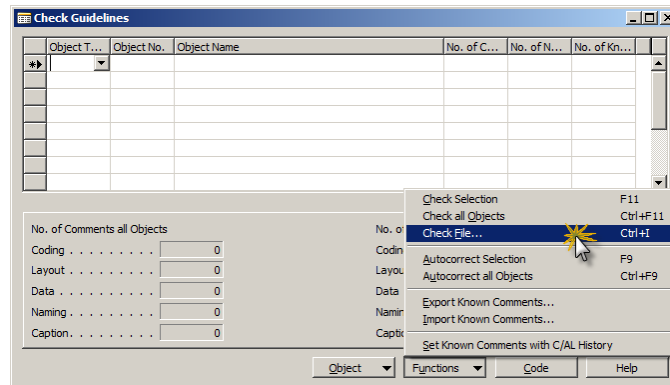 Check Guidelines
Object T... Object No. Object Name No. of C... No. of N... No. of Kn...
Check Selection F11
Check all Objects Ctrl+F11
Check File... Ctrl+I
Autocorrect Selection F9
Autocorrect all Objects Ctrl+F9
Export Known Comments...
Import Known Comments...
Set Known Comments with C/AL History
No. of Comments all Objects No. o
Coding . . . . . . . . 0 Codin
Layout . . . . . . . . 0 Layou
Data . . . . . . . . . 0 Data
Naming . . . . . . . . 0 Namin
Caption . . . . . . . . 0 Captio
Object Functions Code Help